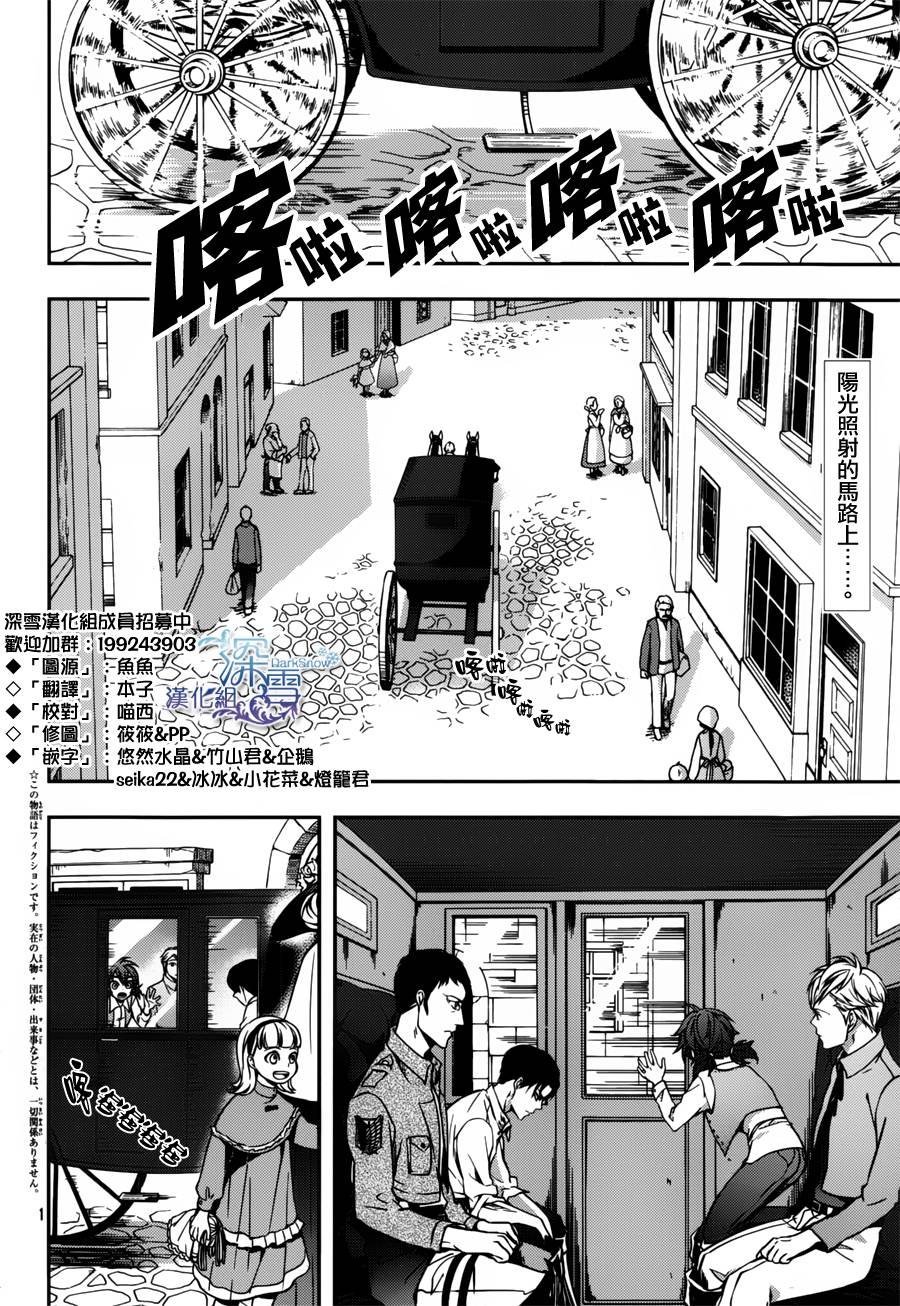 喀啦喀啦喀啦喀啦
陽光照射的馬路上……。
喀啦
喀啦喀啦
深雪漢化組成員招募中
歡迎加群：199243903
◆「圖源」：魚魚
◇「翻譯」：本子
◆「校對」：喵西
◇「修圖」：筱筱&PP
◆「嵌字」：悠然水晶&竹山君&企鵝
seika22&冰冰&小花菜&燈籠君
深雪
DarkSnow
漢化組
☆この物語はフィクションです。実在の人物・団体・出来事などとは、一切関係ありません。
1